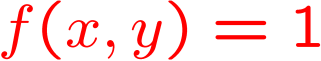 f(x, y) = 1